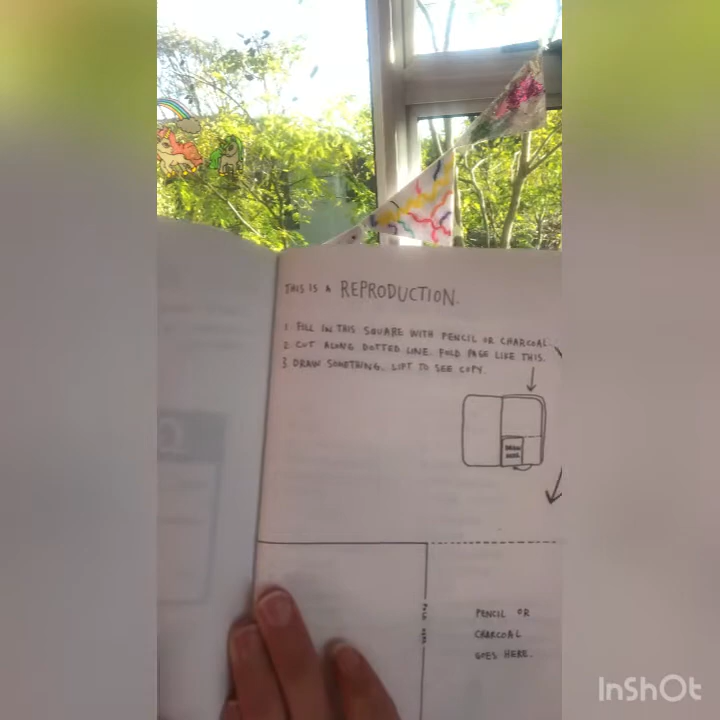 THIS IS A REPRODUCTION.
1. FILL IN THIS SQUARE WITH PENCIL OR CHARCOAL.
2. CUT ALONG DOTTED LINE. FOLD PAGE LIKE THIS.
3. DRAW SOMETHING. LIFT TO SEE COPY.
PENCIL OR
CHARCOAL
GOES HERE.
InShOt